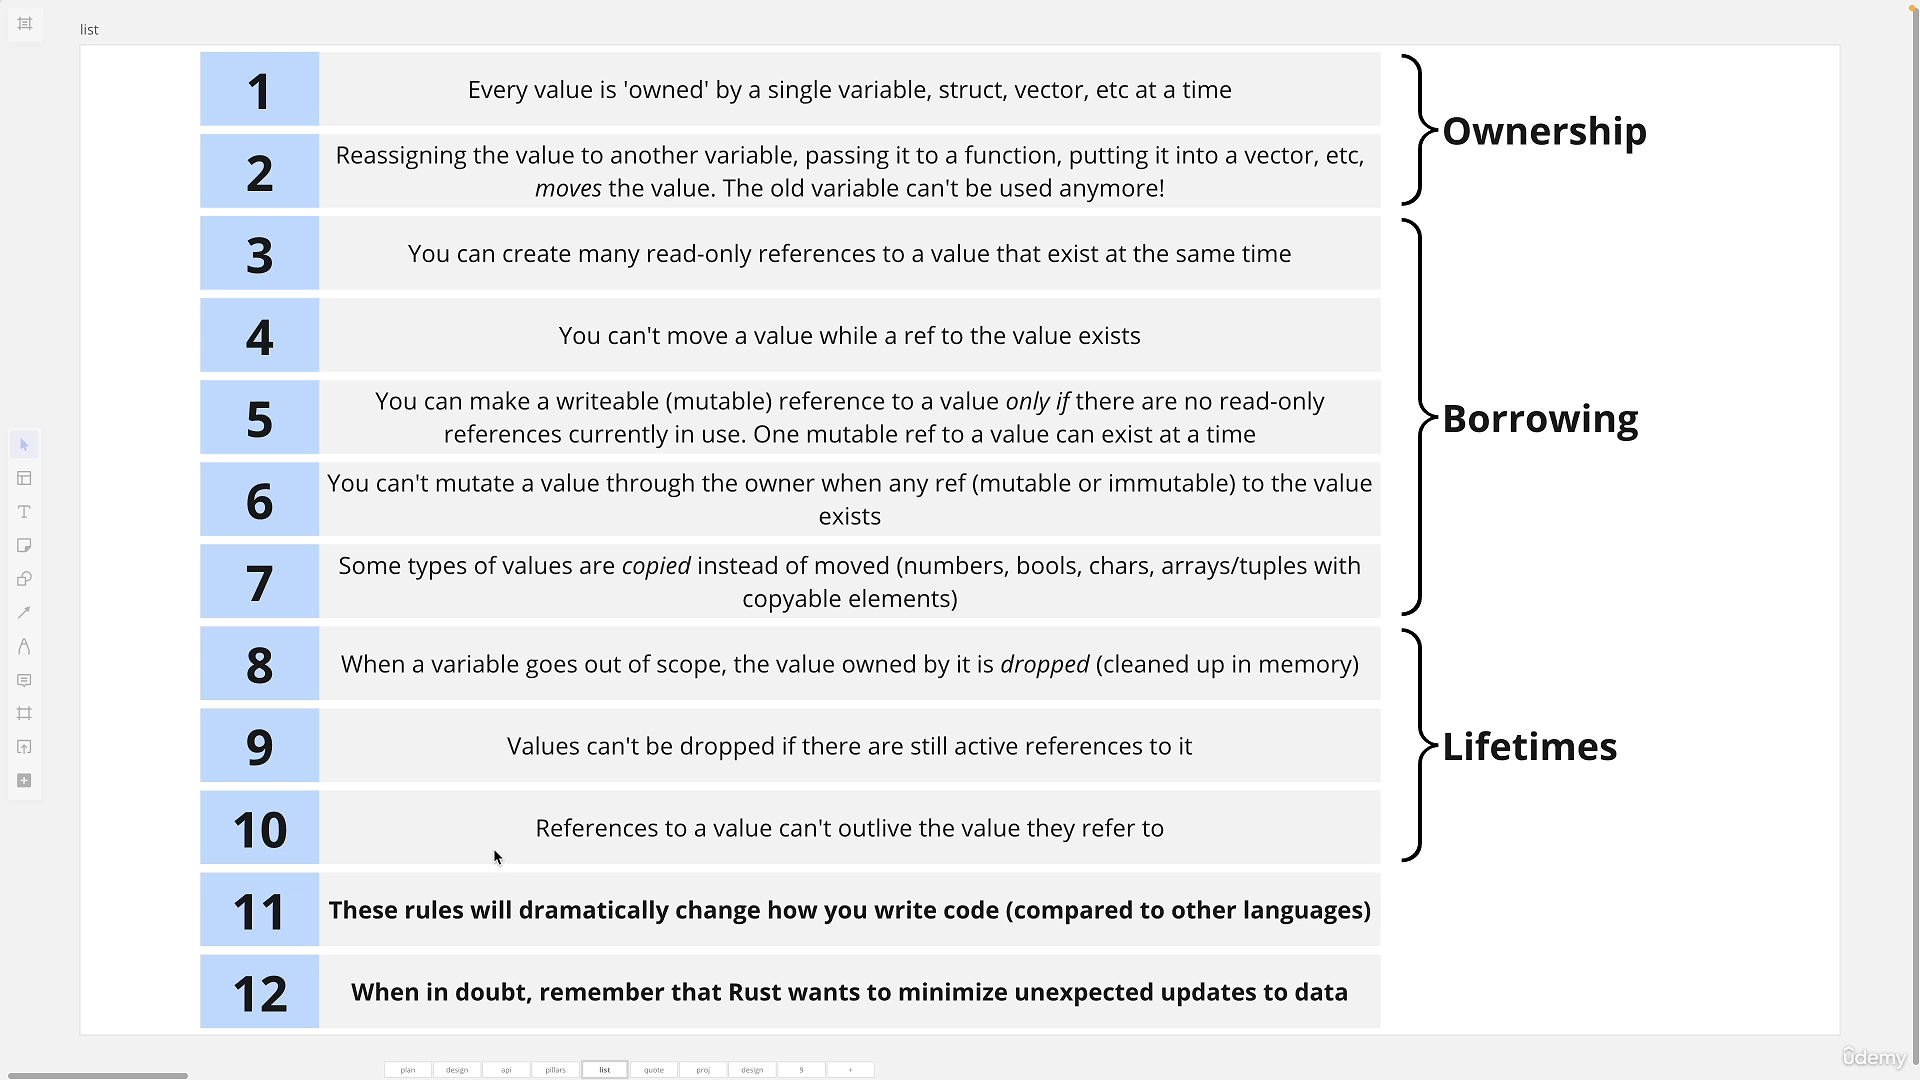 list
1
Every value is 'owned' by a single variable, struct, vector, etc at a time
2
Reassigning the value to another variable, passing it to a function, putting it into a vector, etc,
moves the value. The old variable can't be used anymore!
Ownership
3
You can create many read-only references to a value that exist at the same time
4
You can't move a value while a ref to the value exists
5
You can make a writeable (mutable) reference to a value only if there are no read-only
references currently in use. One mutable ref to a value can exist at a time
6
You can't mutate a value through the owner when any ref (mutable or immutable) to the value
exists
7
Some types of values are copied instead of moved (numbers, bools, chars, arrays/tuples with
copyable elements)
Borrowing
8
When a variable goes out of scope, the value owned by it is dropped (cleaned up in memory)
9
Values can't be dropped if there are still active references to it
10
References to a value can't outlive the value they refer to
Lifetimes
11
These rules will dramatically change how you write code (compared to other languages)
12
When in doubt, remember that Rust wants to minimize unexpected updates to data
plan design api pillars list quote proj design 9 +
ûdemy